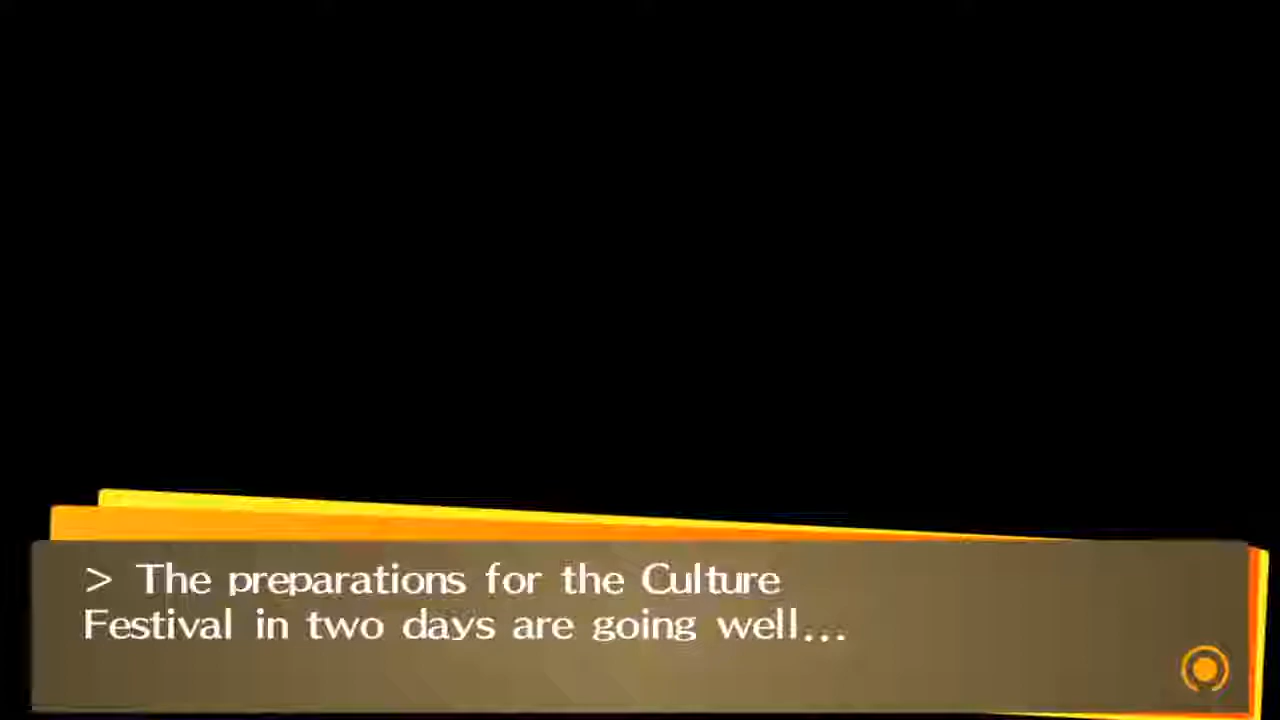 > The preparations for the Culture
Festival in two days are going well...